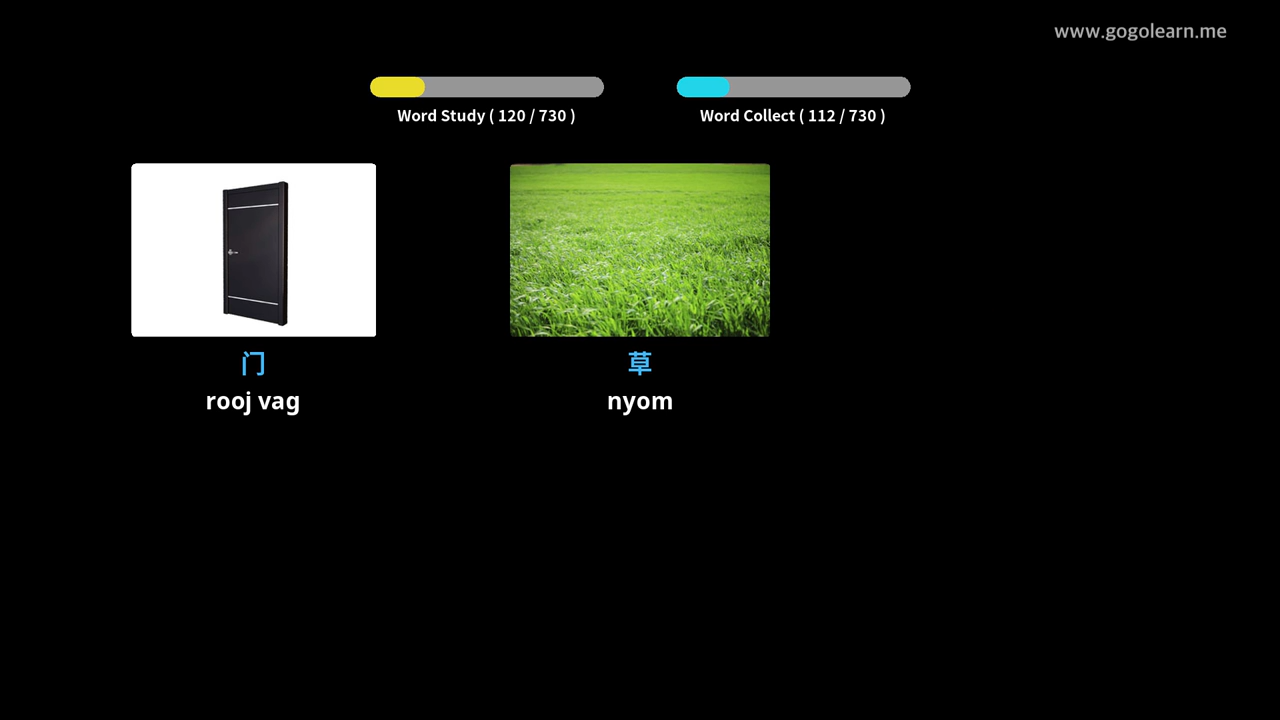 www.gogolearn.me
Word Study ( 120 / 730 )
Word Collect ( 112 / 730 )
门
rooj vag
草
nyom